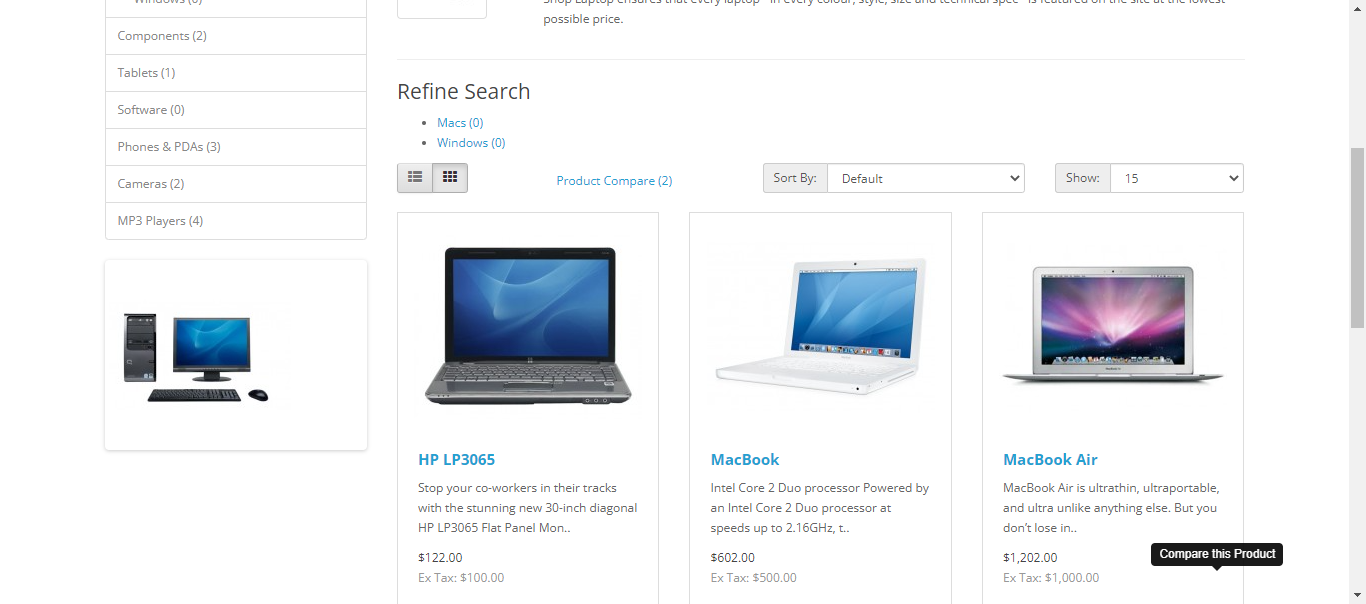 Windows (0)
Components (2)
Tablets (1)
Software (0)
Phones & PDAs (3)
Cameras (2)
MP3 Players (4)
Shop Laptop ensures that every laptop - in every colour, style, size and technical spec - is featured on the site at the lowest
possible price.
Refine Search
Macs (0)
Windows (0)
Product Compare (2)
Sort By:
Default
Show:
15
HP LP3065
Stop your co-workers in their tracks
with the stunning new 30-inch diagonal
HP LP3065 Flat Panel Mon..
$122.00
Ex Tax: $100.00
MacBook
Intel Core 2 Duo processor Powered by
an Intel Core 2 Duo processor at
speeds up to 2.16GHz, t..
$602.00
Ex Tax: $500.00
MacBook Air
MacBook Air is ultrathin, ultraportable,
and ultra unlike anything else. But you
don’t lose in..
$1,202.00
Ex Tax: $1,000.00
Compare this Product